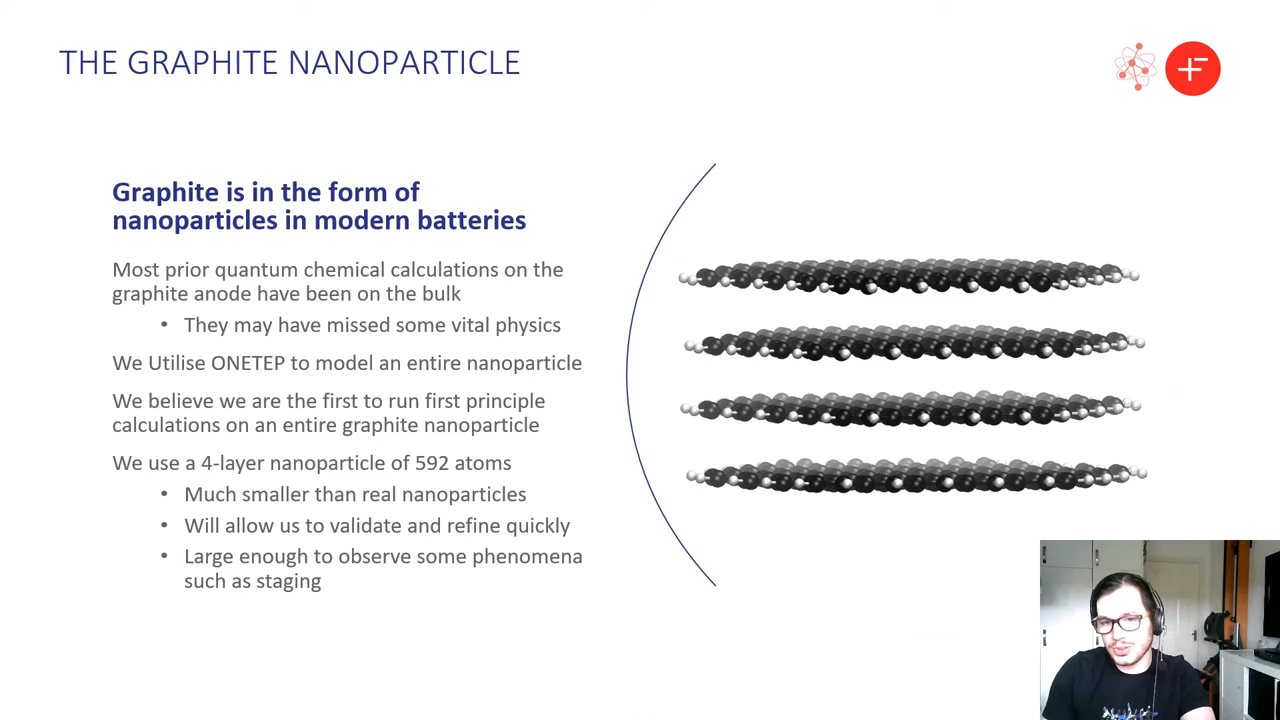 THE GRAPHITE NANOPARTICLE
Graphite is in the form of
nanoparticles in modern batteries
Most prior quantum chemical calculations on the
graphite anode have been on the bulk
• They may have missed some vital physics
We Utilise ONETEP to model an entire nanoparticle
We believe we are the first to run first principle
calculations on an entire graphite nanoparticle
We use a 4-layer nanoparticle of 592 atoms
• Much smaller than real nanoparticles
• Will allow us to validate and refine quickly
• Large enough to observe some phenomena
such as staging